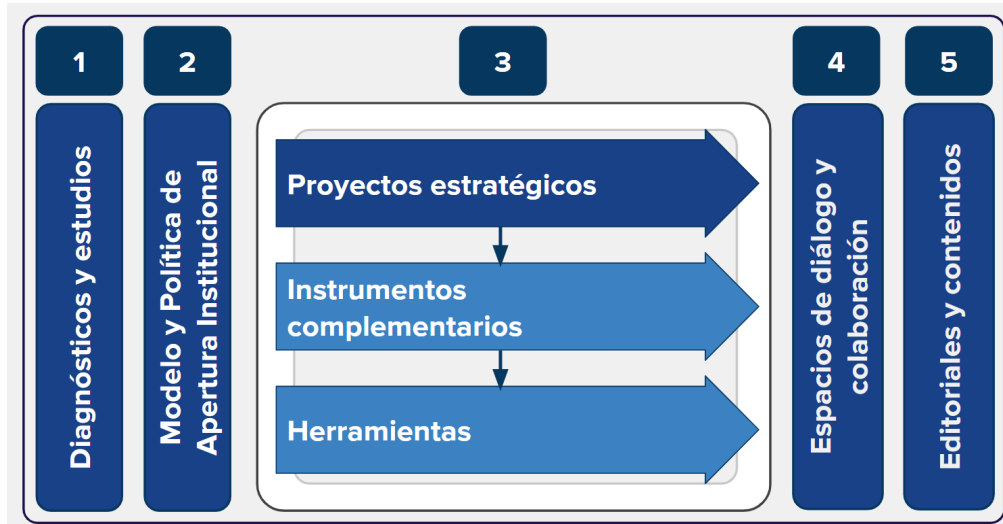 1
2
3
4
5
Diagnósticos y estudios
Modelo y Política de
Apertura Institucional
Proyectos estratégicos
Instrumentos
complementarios
Herramientas
Espacios de diálogo y
colaboración
Editoriales y contenidos